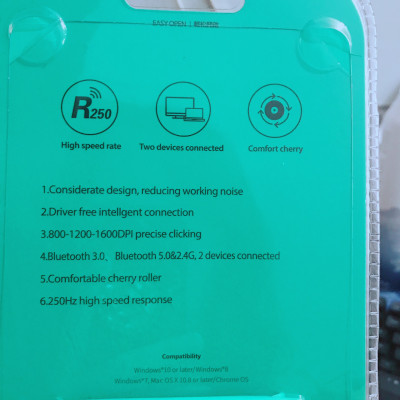 EASY OPEN
R250
High speed rate
Two devices connected
Comfort cherry
1.Considerate design, reducing working noise
2.Driver free intellgent connection
3.800-1200-1600DPI precise clicking
4.Bluetooth 3.0、Bluetooth 5.0&2.4G, 2 devices connected
5.Comfortable cherry roller
6.250Hz high speed response
Compatibility
Windows®10 or later/Windows®8
Windows®7, Mac OS X 10.8 or later/Chrome OS